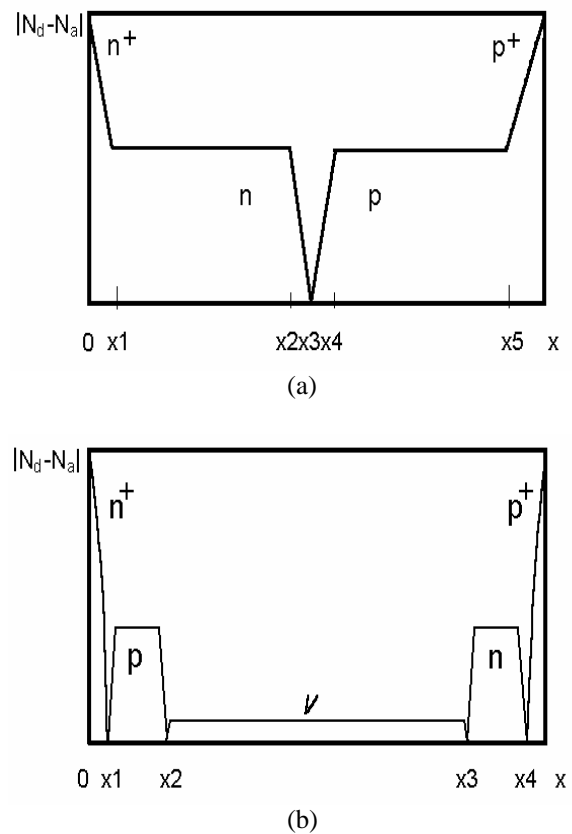 |Nd-Na|
n+ p+
n p
0 x1 x2x3x4 x5 x
(a)
|Nd-Na|
n+ p+
p ν n
0 x1 x2 x3 x4 x
(b)